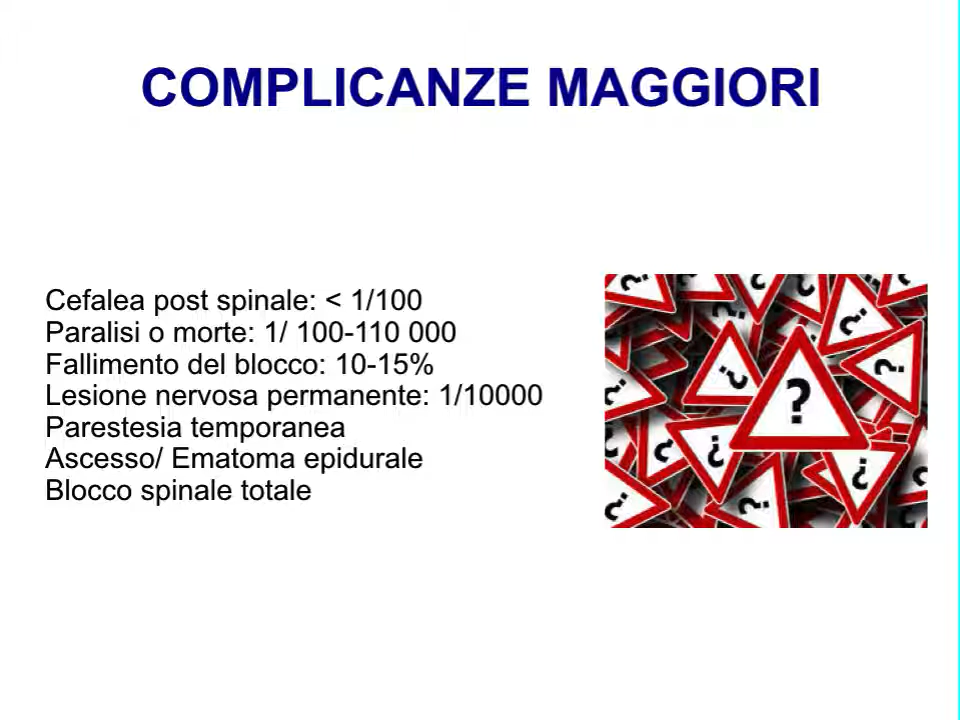 COMPLICANZE MAGGIORI
Cefalea post spinale: < 1/100
Paralisi o morte: 1/ 100-110 000
Fallimento del blocco: 10-15%
Lesione nervosa permanente: 1/10000
Parestesia temporanea
Ascesso/ Ematoma epidurale
Blocco spinale totale
?